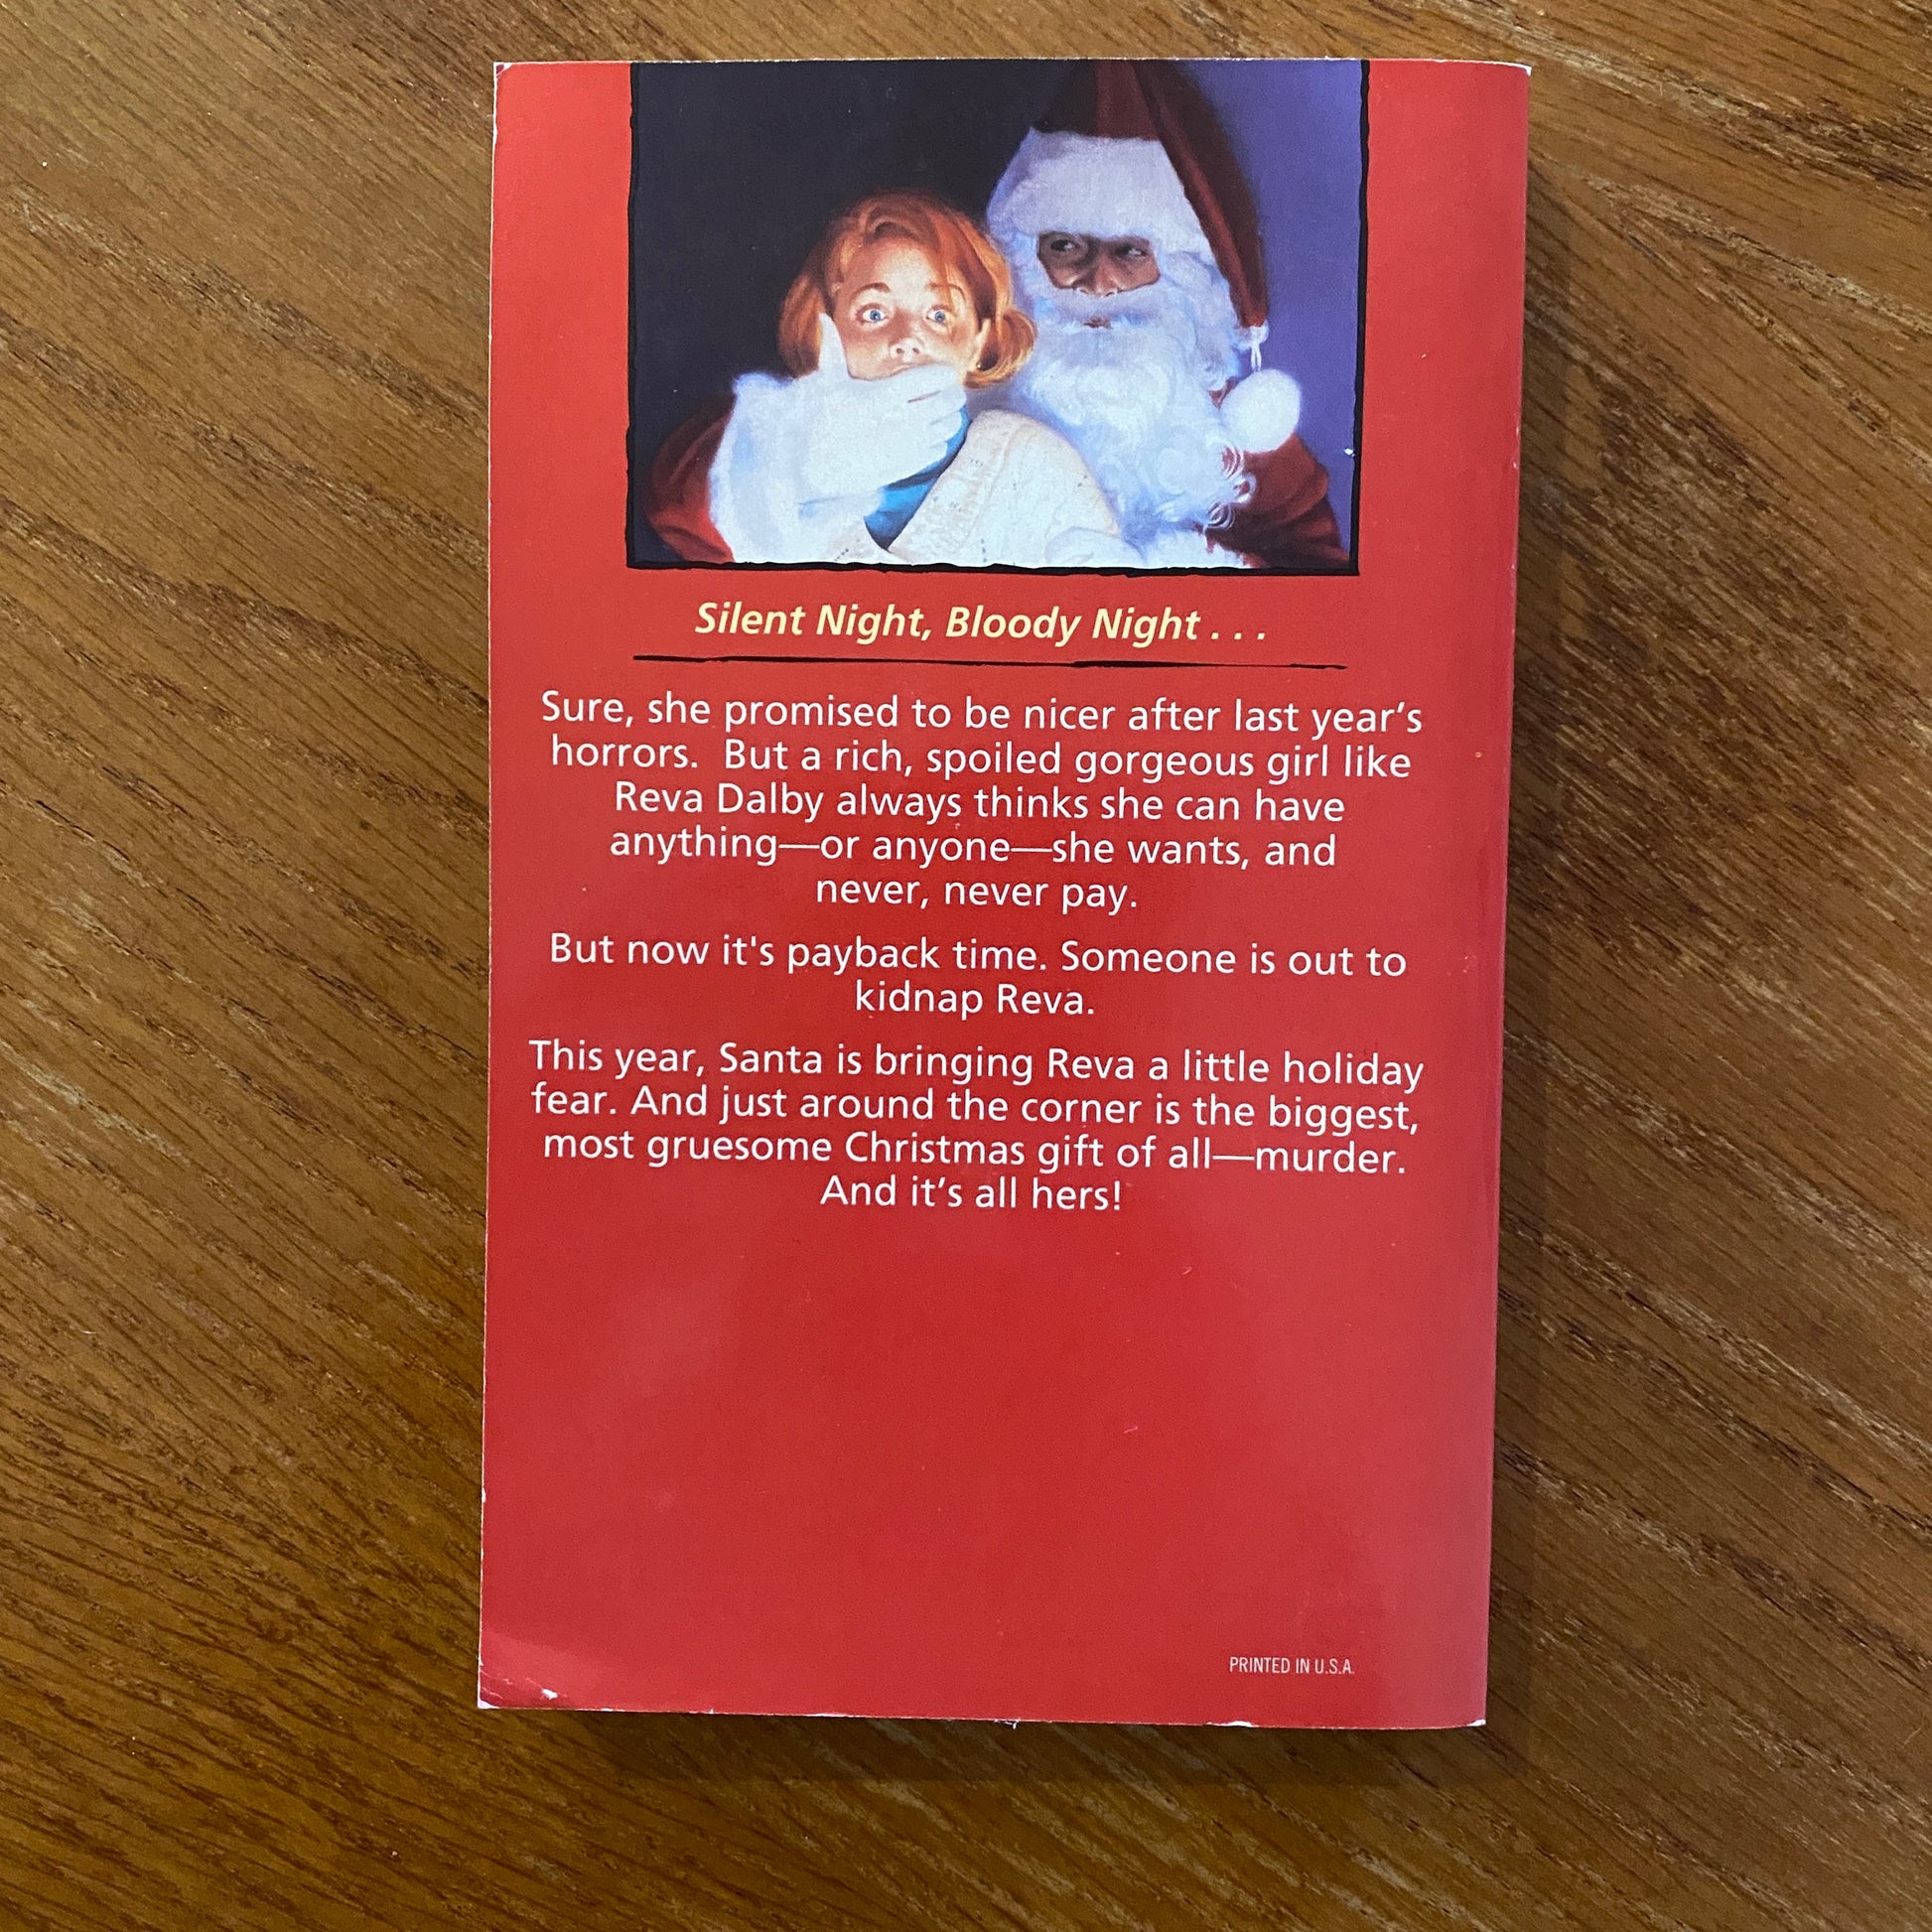 Silent Night, Bloody Night . . .
Sure, she promised to be nicer after last year’s
horrors.  But a rich, spoiled gorgeous girl like
Reva Dalby always thinks she can have
anything—or anyone—she wants, and
never, never pay.
But now it's payback time. Someone is out to
kidnap Reva.
This year, Santa is bringing Reva a little holiday
fear. And just around the corner is the biggest,
most gruesome Christmas gift of all—murder.
And it’s all hers!
PRINTED IN U.S.A.